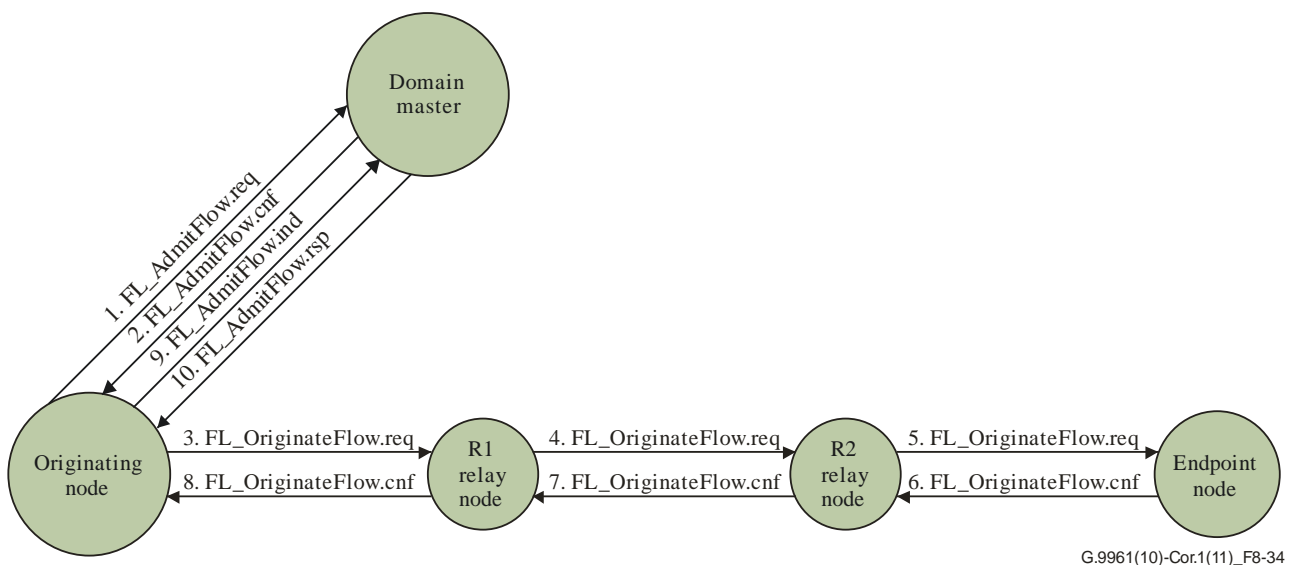 Domain
master
1. FL_AdmitFlow.req
2. FL_AdmitFlow.cnf
9. FL_AdmitFlow.ind
10. FL_AdmitFlow.rsp
Originating
node
3. FL_OriginateFlow.req
8. FL_OriginateFlow.cnf
R1
relay
node
4. FL_OriginateFlow.req
7. FL_OriginateFlow.cnf
R2
relay
node
5. FL_OriginateFlow.req
6. FL_OriginateFlow.cnf
Endpoint
node
G.9961(10)-Cor.1(11)_F8-34